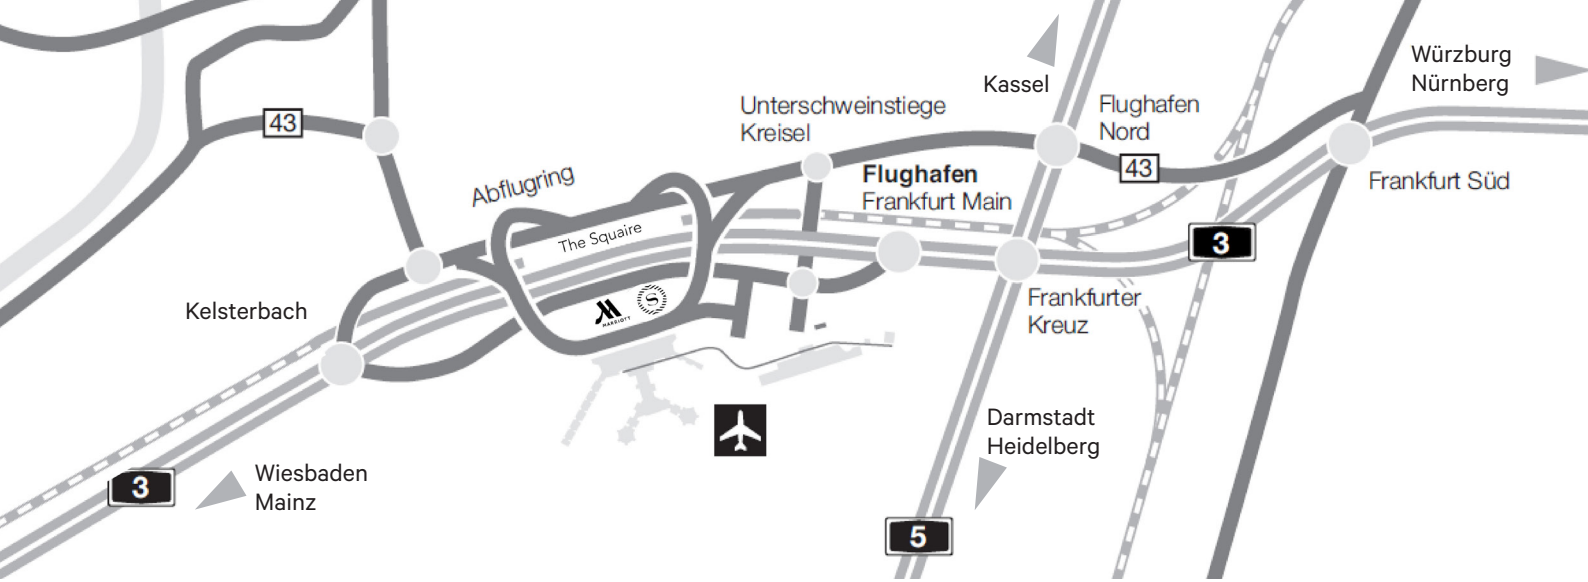 Würzburg
Nürnberg
Kassel
Flughafen
Nord
Unterschweinstiege
Kreisel
43
43
Flughafen
Frankfurt Main
Abflugring
Frankfurt Süd
The Squaire
3
Kelsterbach
S
MARRIOTT
Frankfurter
Kreuz
Darmstadt
Heidelberg
Wiesbaden
Mainz
3
5